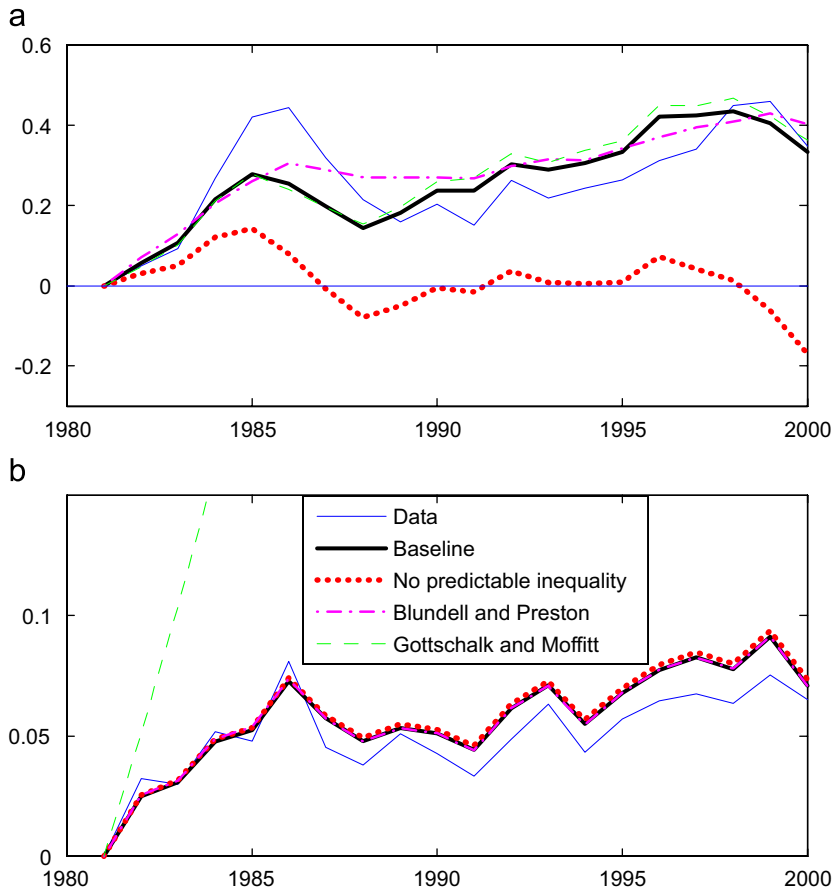 a
0.6
0.4
0.2
0
-0.2
1980 1985 1990 1995 2000
b
Data
Baseline
No predictable inequality
Blundell and Preston
Gottschalk and Moffitt
0.1
0.05
0
1980 1985 1990 1995 2000